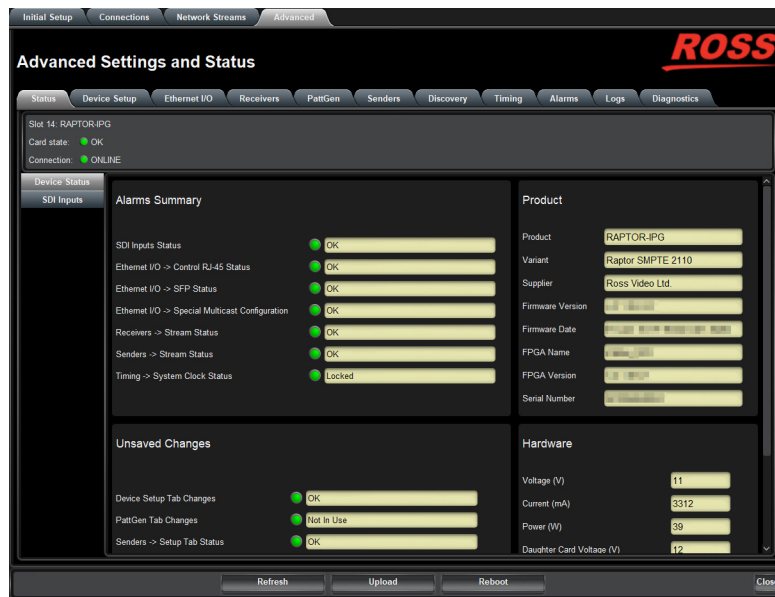 Initial Setup Connections Network Streams Advanced
ROSS
Advanced Settings and Status
Status Device Setup Ethernet I/O Receivers PattGen Senders Discovery Timing Alarms Logs Diagnostics
Slot 14: RAPTOR-IPG
Card state: OK
Connection: ONLINE
Device Status
SDI Inputs
Alarms Summary
SDI Inputs Status OK
Ethernet I/O -> Control RJ-45 Status OK
Ethernet I/O -> SFP Status OK
Ethernet I/O -> Special Multicast Configuration OK
Receivers -> Stream Status OK
Senders -> Stream Status OK
Timing -> System Clock Status Locked
Product
Product RAPTOR-IPG
Variant Raptor SMPTE 2110
Supplier Ross Video Ltd.
Firmware Version
Firmware Date
FPGA Name
FPGA Version
Serial Number
Unsaved Changes
Device Setup Tab Changes OK
PattGen Tab Changes Not In Use
Senders -> Setup Tab Status OK
Hardware
Voltage (V) 11
Current (mA) 3312
Power (W) 39
Daughter Card Voltage (V) 12
Refresh Upload Reboot Clos